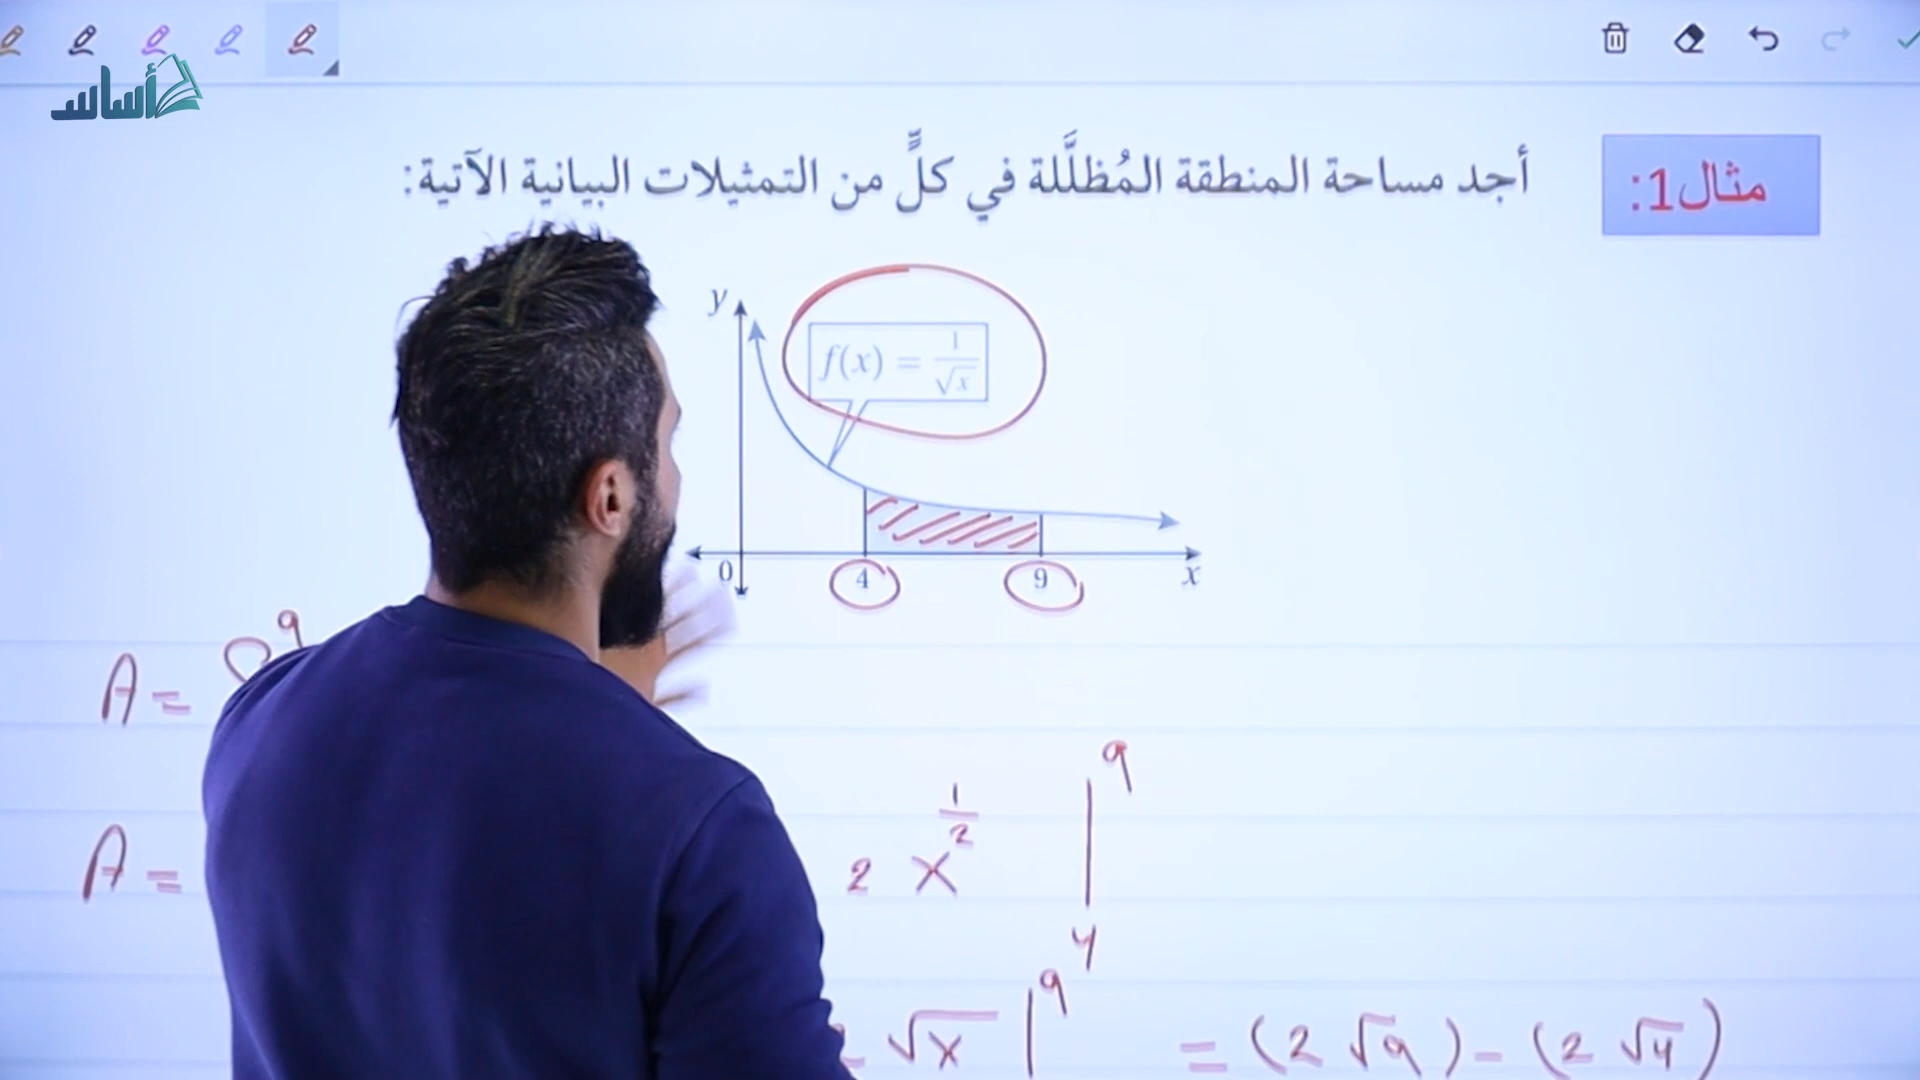 أساس
مثال1:
أجد مساحة المنطقة المُظلَّلة في كلٍّ من التمثيلات البيانية الآتية:
y
f(x) = 1/√x
0 4 9 x
A = 9
A = 2 x^(1/2) | 9 4
√x | 9 = (2 √9) - (2 √4)